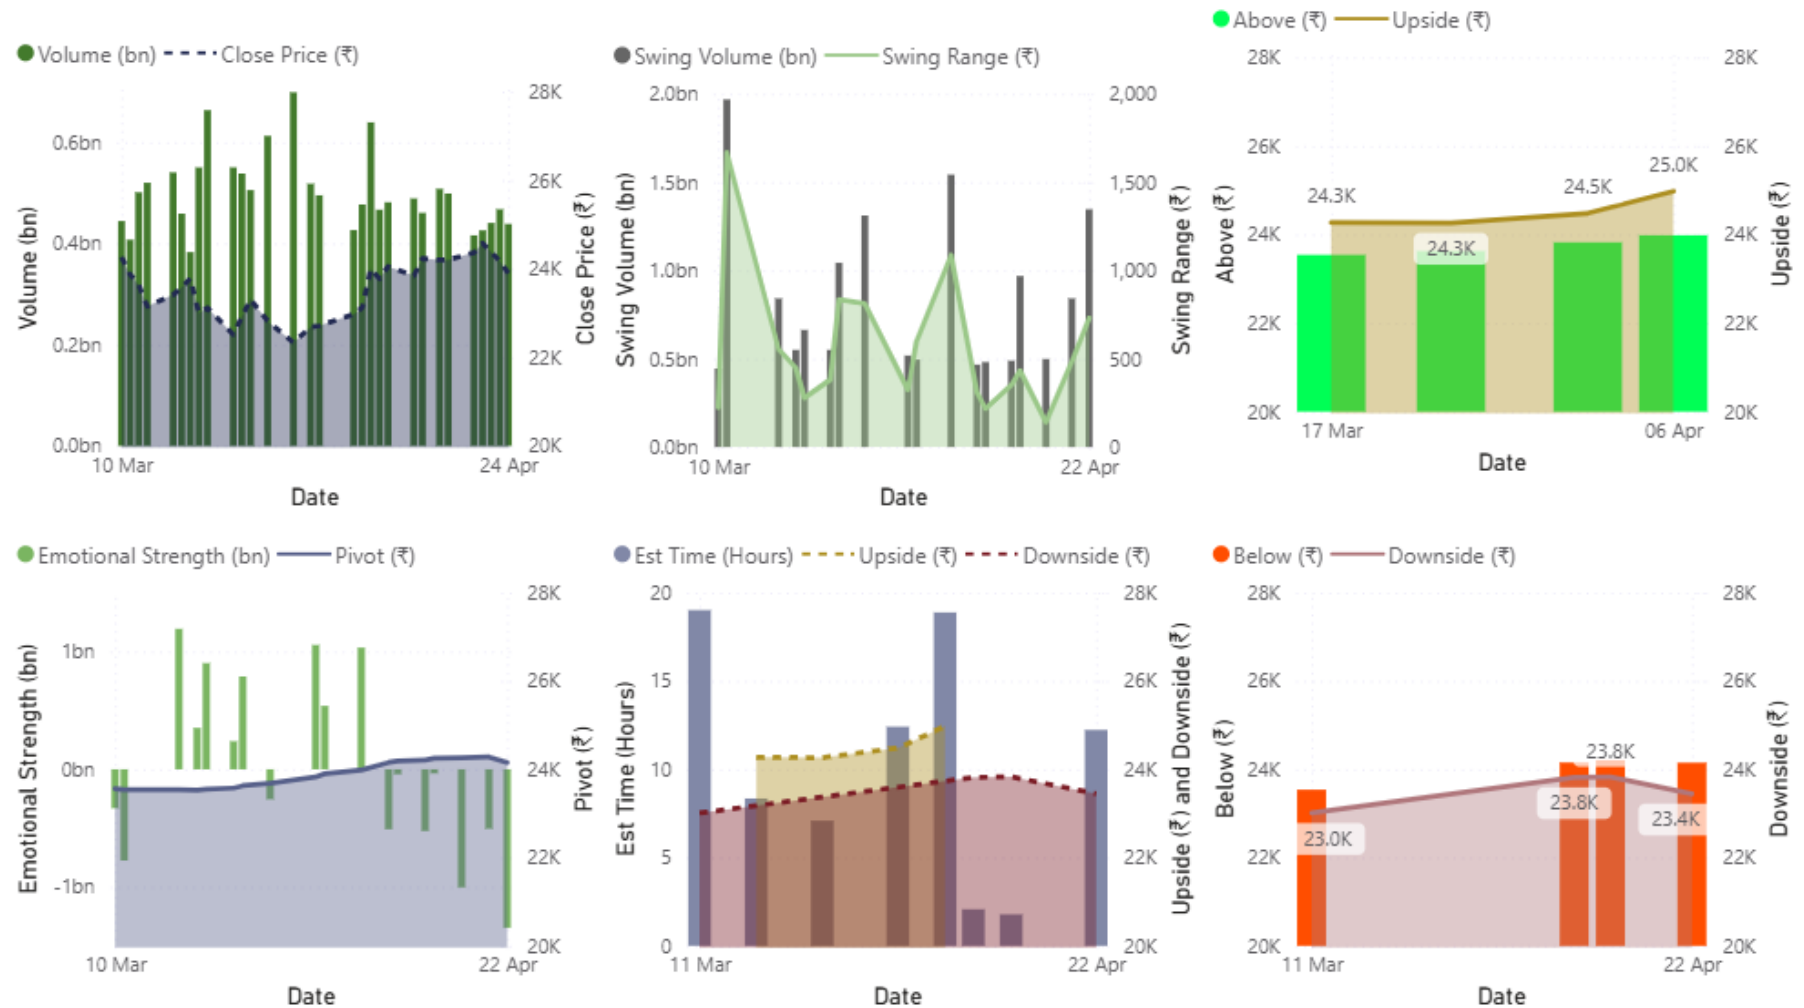 Volume (bn) Close Price (₹)
28K
0.6bn
26K
0.4bn
24K
0.2bn
22K
0.0bn
20K
10 Mar 24 Apr
Volume (bn)
Close Price (₹)
Date
Swing Volume (bn) Swing Range (₹)
2.0bn 2,000
1.5bn 1,500
1.0bn 1,000
0.5bn 500
0.0bn 0
10 Mar 22 Apr
Swing Volume (bn)
Swing Range (₹)
Date
Above (₹) Upside (₹)
28K 28K
26K 26K
24K 24K
22K 22K
20K 20K
24.3K
24.3K
24.5K
25.0K
17 Mar 06 Apr
Above (₹)
Upside (₹)
Date
Emotional Strength (bn) Pivot (₹)
28K
1bn
26K
0bn 24K
22K
-1bn
20K
10 Mar 22 Apr
Emotional Strength (bn)
Pivot (₹)
Date
Est Time (Hours) Upside (₹) Downside (₹)
20 28K
15 26K
10 24K
5 22K
0 20K
11 Mar 22 Apr
Est Time (Hours)
Upside (₹) and Downside (₹)
Date
Below (₹) Downside (₹)
28K 28K
26K 26K
24K 24K
22K 22K
20K 20K
23.0K
23.8K
23.8K
23.4K
11 Mar 22 Apr
Below (₹)
Downside (₹)
Date